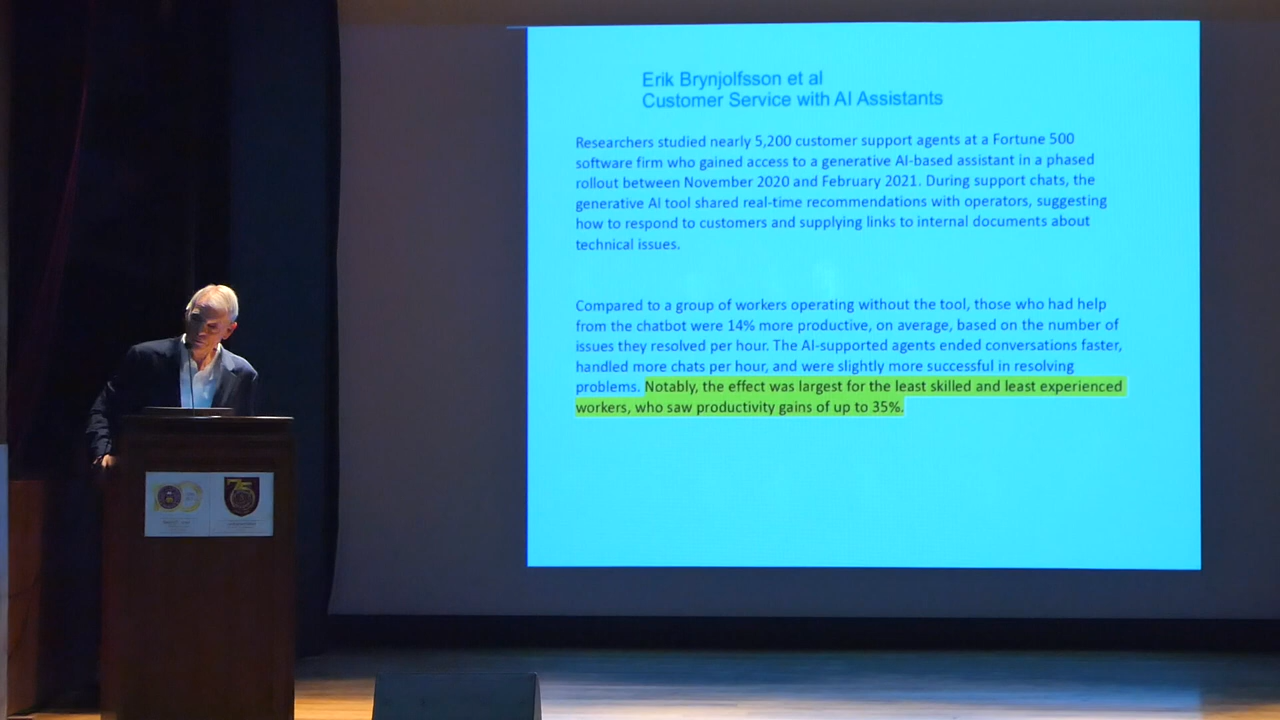 Erik Brynjolfsson et al
Customer Service with AI Assistants
Researchers studied nearly 5,200 customer support agents at a Fortune 500
software firm who gained access to a generative AI-based assistant in a phased
rollout between November 2020 and February 2021. During support chats, the
generative AI tool shared real-time recommendations with operators, suggesting
how to respond to customers and supplying links to internal documents about
technical issues.
Compared to a group of workers operating without the tool, those who had help
from the chatbot were 14% more productive, on average, based on the number of
issues they resolved per hour. The AI-supported agents ended conversations faster,
handled more chats per hour, and were slightly more successful in resolving
problems. Notably, the effect was largest for the least skilled and least experienced
workers, who saw productivity gains of up to 35%.
75